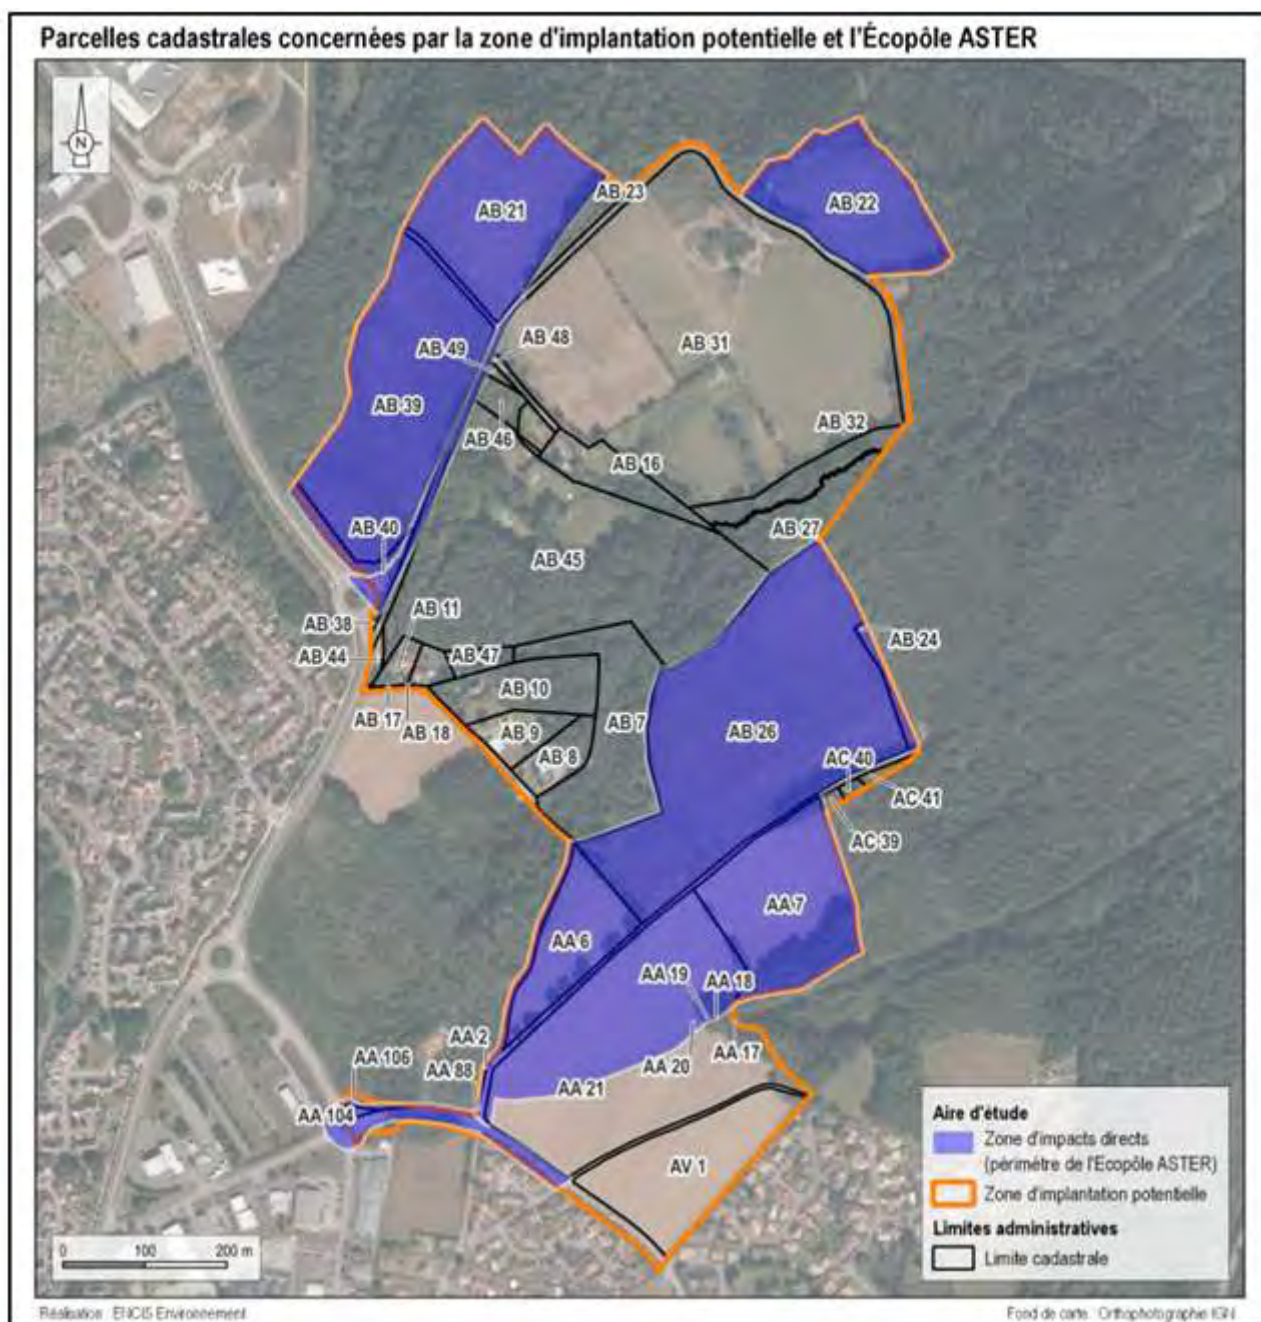 Parcelles cadastrales concernées par la zone d'implantation potentielle et l'Écopôle ASTER
N
AB 23
AB 21
AB 22
AB 48
AB 49
AB 31
AB 39
AB 32
AB 46
AB 16
AB 40
AB 27
AB 45
AB 11
AB 38
AB 24
AB 44
AB 47
AB 10
AB 17
AB 18
AB 9
AB 7
AB 26
AB 8
AC 40
AC 41
AC 39
AA 7
AA 6
AA 19
AA 18
AA 2
AA 106
AA 88
AA 20
AA 17
AA 21
AA 104
AV 1
Aire d'étude
Zone d'impacts directs
(périmètre de l'Ecopôle ASTER)
Zone d'implantation potentielle
Limites administratives
Limite cadastrale
0 100 200 m
Réalisation : ENCIS Environnement
Fond de carte : Orthophotographie IGN